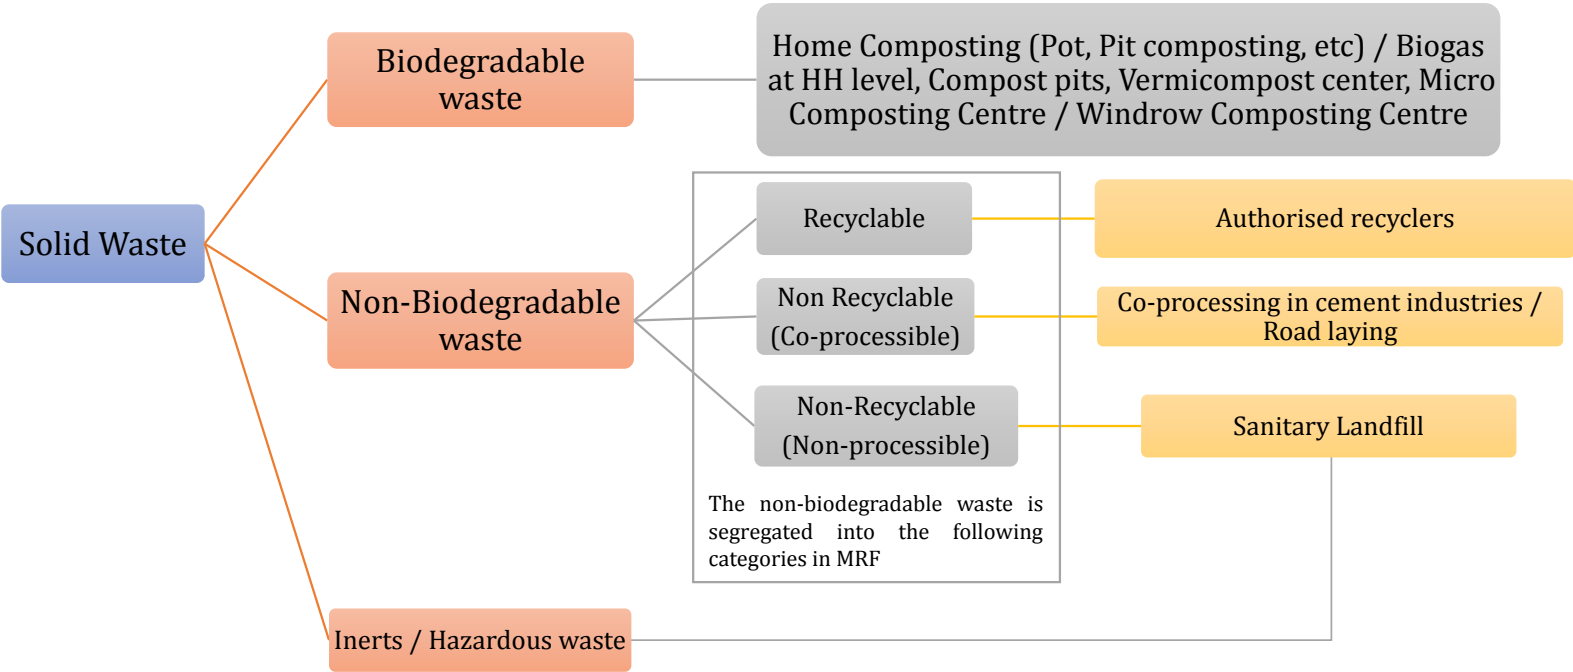 Solid Waste
Biodegradable
waste
Home Composting (Pot, Pit composting, etc) / Biogas
at HH level, Compost pits, Vermicompost center, Micro
Composting Centre / Windrow Composting Centre
Non-Biodegradable
waste
Recyclable
Authorised recyclers
Non Recyclable
(Co-processible)
Co-processing in cement industries /
Road laying
Non-Recyclable
(Non-processible)
Sanitary Landfill
The non-biodegradable waste is
segregated into the following
categories in MRF
Inerts / Hazardous waste